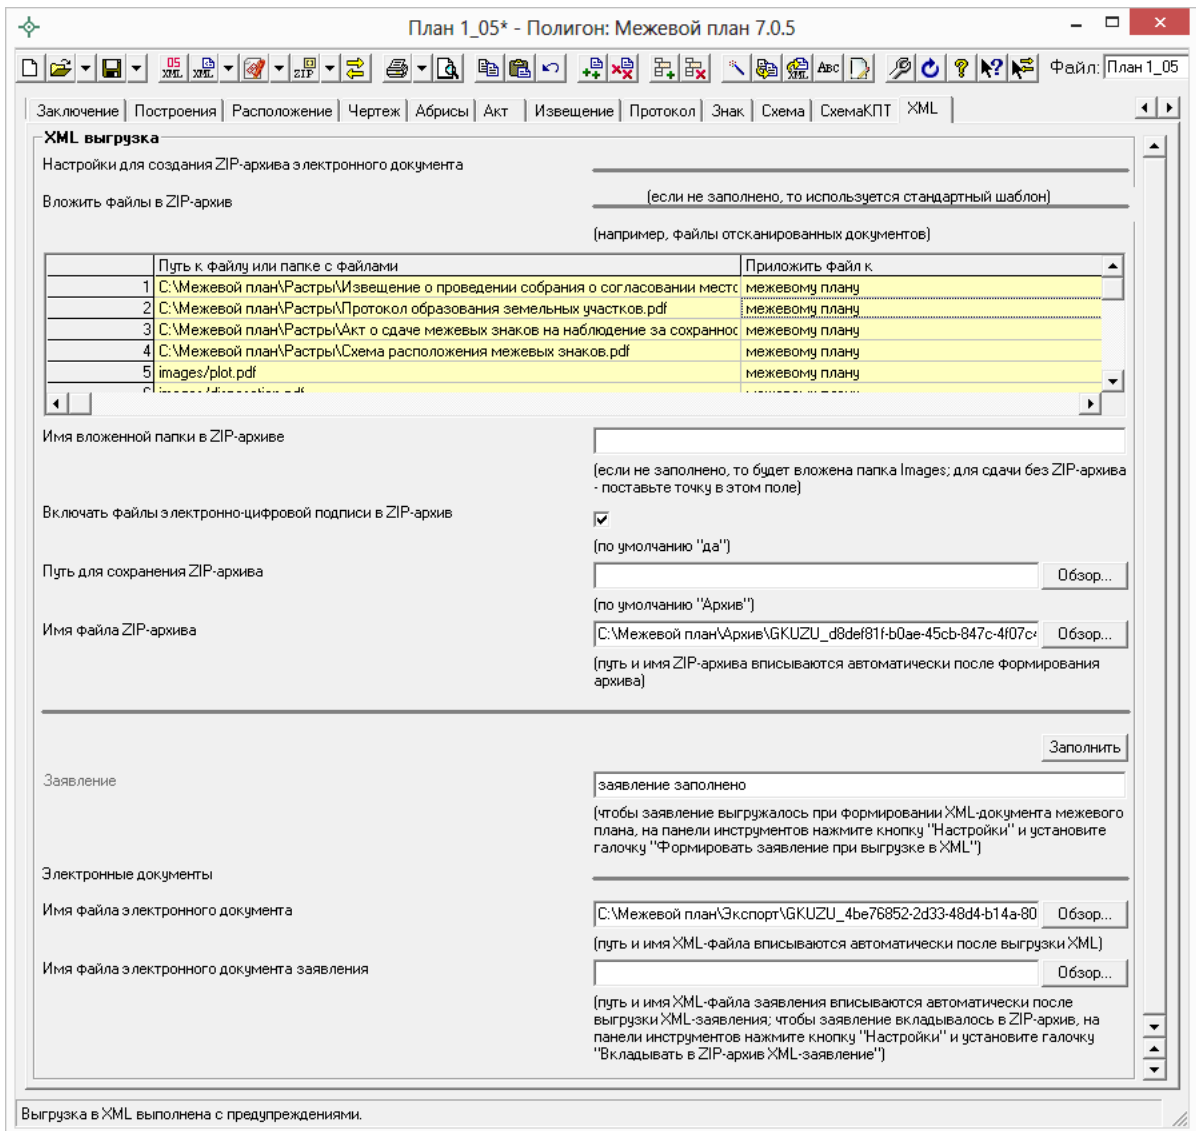 План 1_05* - Полигон: Межевой план 7.0.5
05 XML XML ZIP XML ABC Файл: План 1_05
Заключение Построения Расположение Чертеж Абрисы Акт Извещение Протокол Знак Схема СхемаКПТ XML
XML выгрузка
Настройки для создания ZIP-архива электронного документа
(если не заполнено, то используется стандартный шаблон)
Вложить файлы в ZIP-архив
(например, файлы отсканированных документов)
Путь к файлу или папке с файлами Приложить файл к
1 C:\Межевой план\Растры\Извещение о проведении собрания о согласовании местс межевому плану
2 C:\Межевой план\Растры\Протокол образования земельных участков.pdf межевому плану
3 C:\Межевой план\Растры\Акт о сдаче межевых знаков на наблюдение за сохраннос межевому плану
4 C:\Межевой план\Растры\Схема расположения межевых знаков.pdf межевому плану
5 images/plot.pdf межевому плану
Имя вложенной папки в ZIP-архиве
(если не заполнено, то будет вложена папка Images; для сдачи без ZIP-архива
- поставьте точку в этом поле)
Включать файлы электронно-цифровой подписи в ZIP-архив
(по умолчанию "да")
Путь для сохранения ZIP-архива Обзор...
(по умолчанию "Архив")
Имя файла ZIP-архива C:\Межевой план\Архив\GKUZU_d8def81f-b0ae-45cb-847c-4f07c4 Обзор...
(путь и имя ZIP-архива вписываются автоматически после формирования
архива)
Заполнить
Заявление заявление заполнено
(чтобы заявление выгружалось при формировании XML-документа межевого
плана, на панели инструментов нажмите кнопку "Настройки" и установите
галочку "Формировать заявление при выгрузке в XML")
Электронные документы
Имя файла электронного документа C:\Межевой план\Экспорт\GKUZU_4be76852-2d33-48d4-b14a-80 Обзор...
(путь и имя XML-файла вписываются автоматически после выгрузки XML)
Имя файла электронного документа заявления Обзор...
(путь и имя XML-файла заявления вписываются автоматически после
выгрузки XML-заявления; чтобы заявление вкладывалось в ZIP-архив, на
панели инструментов нажмите кнопку "Настройки" и установите галочку
"Вкладывать в ZIP-архив XML-заявление")
Выгрузка в XML выполнена с предупреждениями.